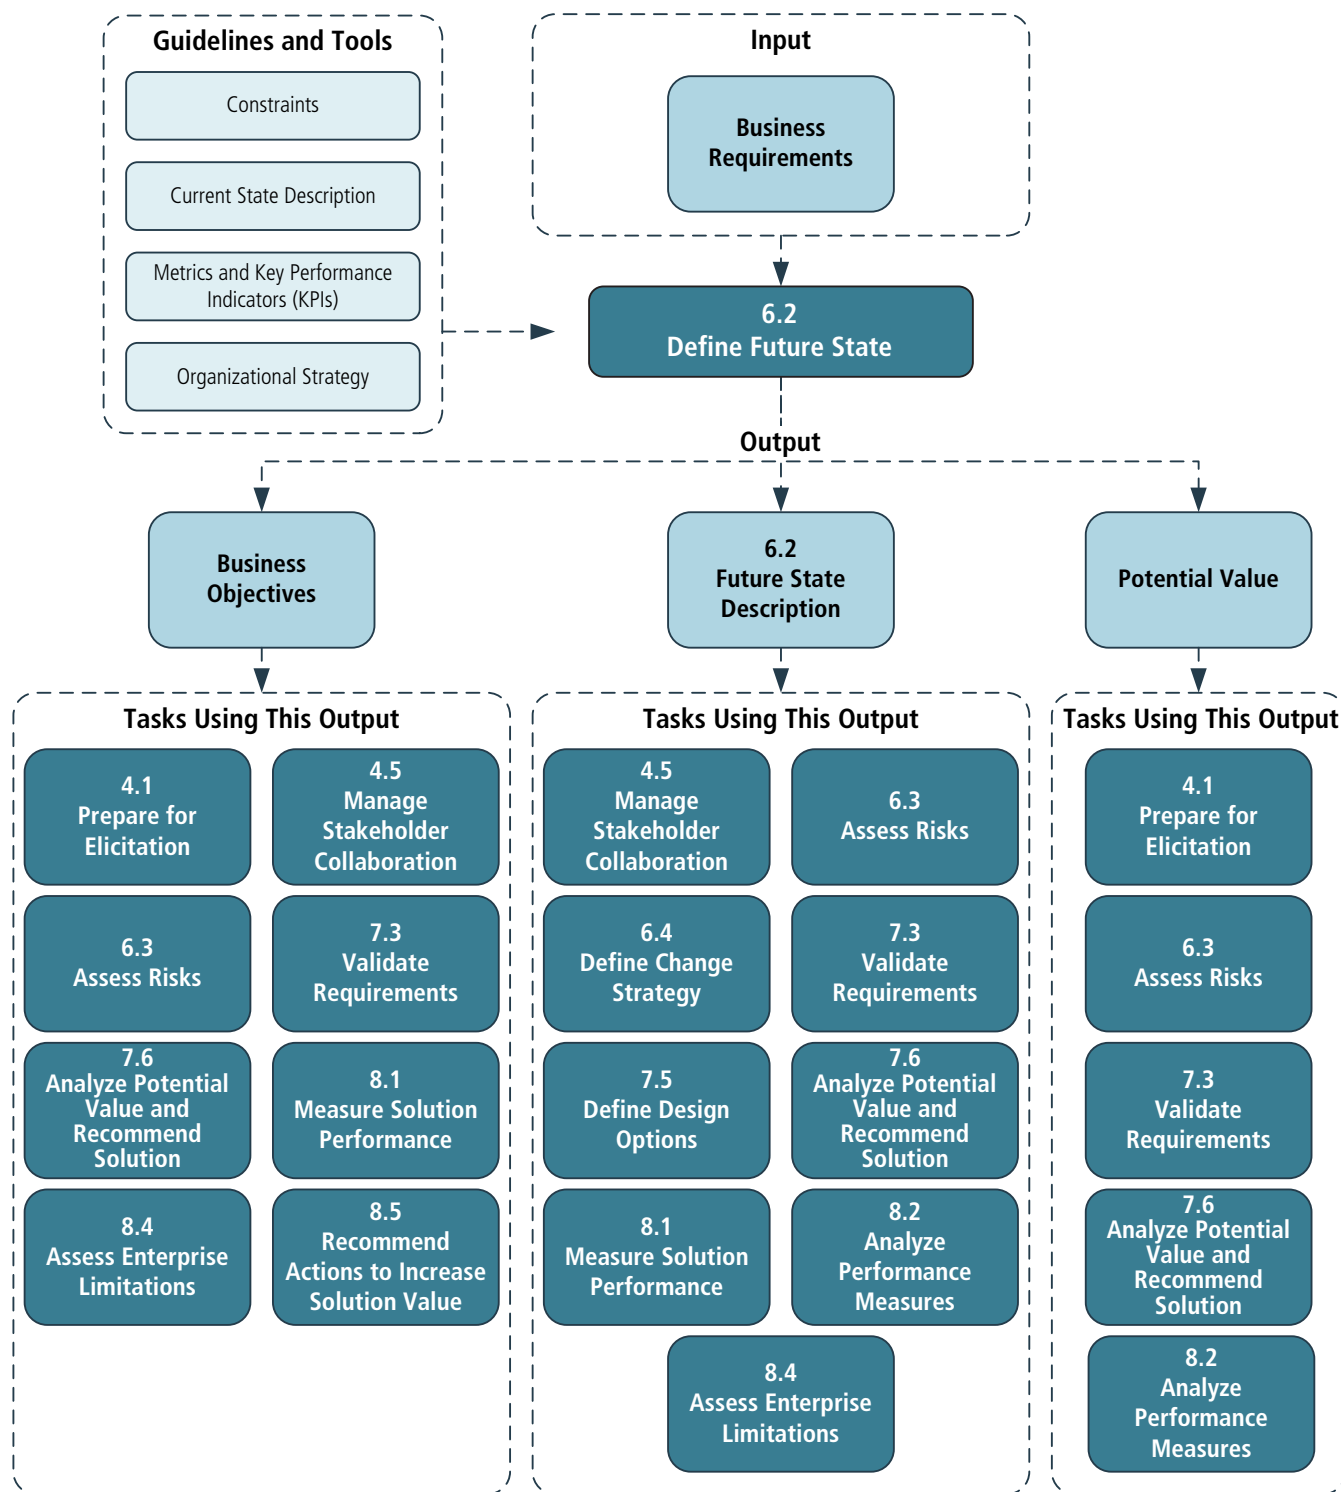 Guidelines and Tools
Constraints
Current State Description
Metrics and Key Performance
Indicators (KPIs)
Organizational Strategy
Input
Business
Requirements
6.2
Define Future State
Output
Business
Objectives
6.2
Future State
Description
Potential Value
Tasks Using This Output
4.1
Prepare for
Elicitation
4.5
Manage
Stakeholder
Collaboration
6.3
Assess Risks
7.3
Validate
Requirements
7.6
Analyze Potential
Value and
Recommend
Solution
8.1
Measure Solution
Performance
8.4
Assess Enterprise
Limitations
8.5
Recommend
Actions to Increase
Solution Value
Tasks Using This Output
4.5
Manage
Stakeholder
Collaboration
6.3
Assess Risks
6.4
Define Change
Strategy
7.3
Validate
Requirements
7.5
Define Design
Options
7.6
Analyze Potential
Value and
Recommend
Solution
8.1
Measure Solution
Performance
8.2
Analyze
Performance
Measures
8.4
Assess Enterprise
Limitations
Tasks Using This Output
4.1
Prepare for
Elicitation
6.3
Assess Risks
7.3
Validate
Requirements
7.6
Analyze Potential
Value and
Recommend
Solution
8.2
Analyze
Performance
Measures